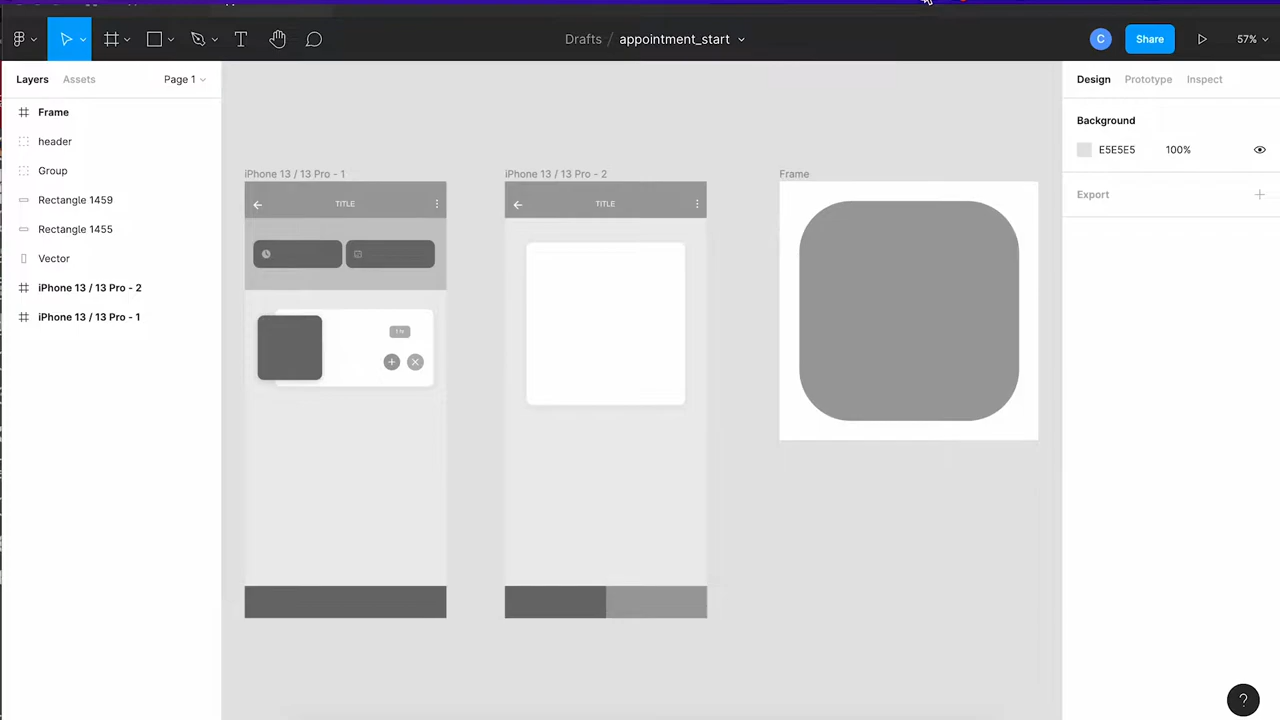 Drafts / appointment_start
C
Share
57%
Layers
Assets
Page 1
Frame
header
Group
Rectangle 1459
Rectangle 1455
Vector
iPhone 13 / 13 Pro - 2
iPhone 13 / 13 Pro - 1
iPhone 13 / 13 Pro - 1
TITLE
iPhone 13 / 13 Pro - 2
TITLE
Frame
Design
Prototype
Inspect
Background
E5E5E5
100%
Export
?